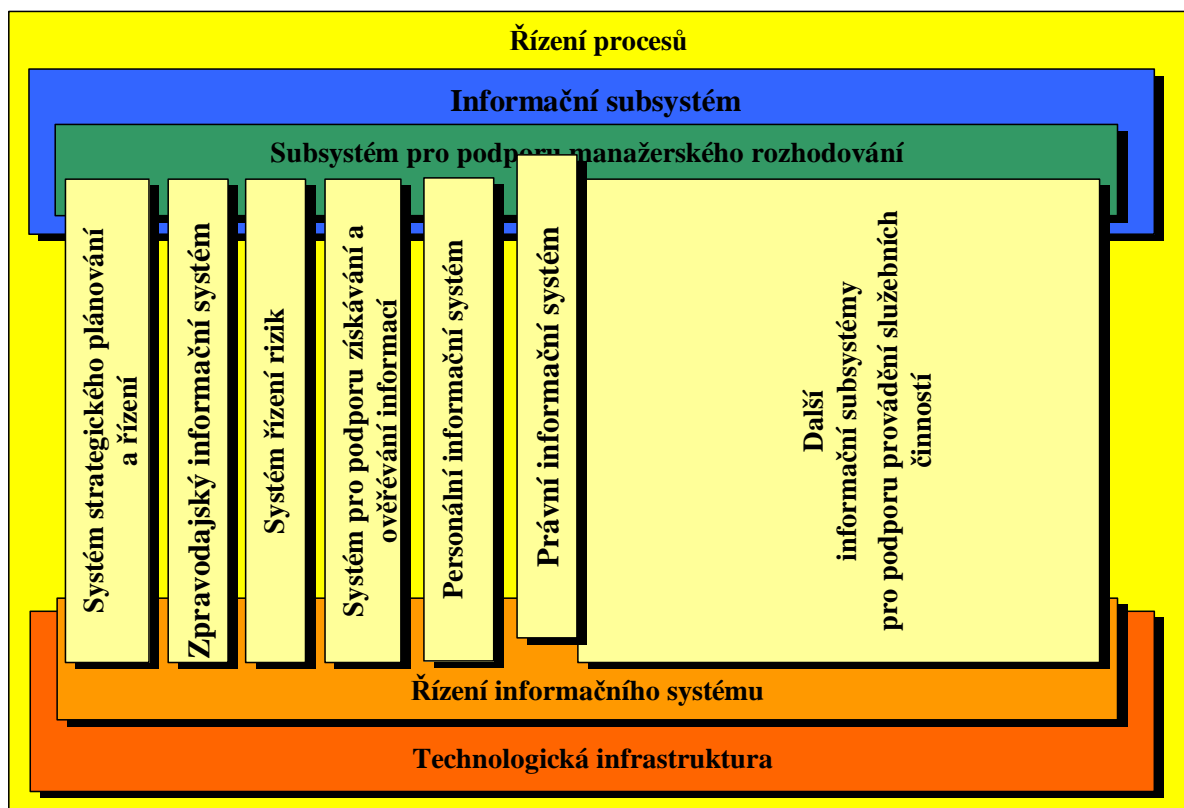 Řízení procesů
Informační subsystém
Subsystém pro podporu manažerského rozhodování
Systém strategického plánování
a řízení
Zpravodajský informační systém
Systém řízení rizik
Systém pro podporu získávání a
ověřévání informací
Personální informační systém
Právní informační systém
Další
informační subsystémy
pro podporu provádění služebních
činností
Řízení informačního systému
Technologická infrastruktura